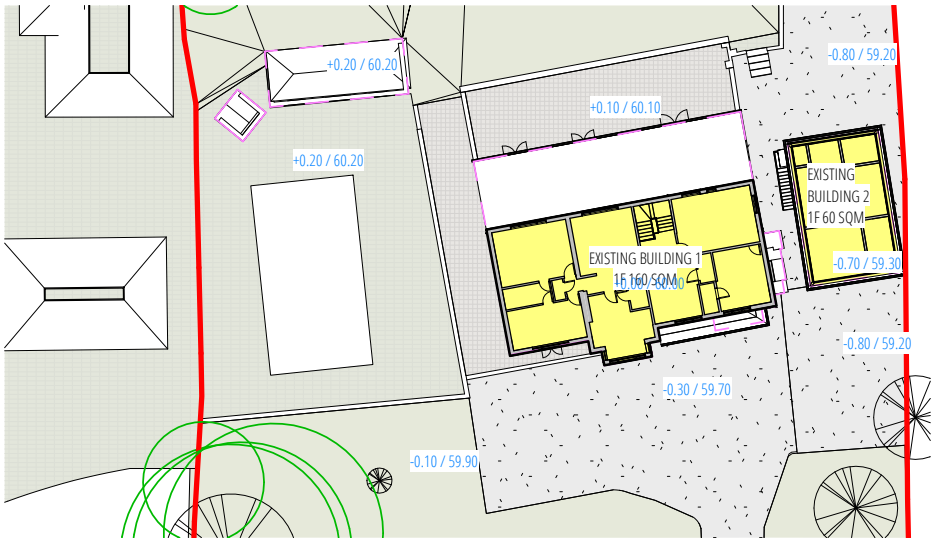 -0.80 / 59.20
+0.20 / 60.20
+0.10 / 60.10
+0.20 / 60.20
EXISTING
BUILDING 2
1F 60 SQM
EXISTING BUILDING 1
1F 160 SQM
-0.70 / 59.30
-0.80 / 59.20
-0.30 / 59.70
-0.10 / 59.90